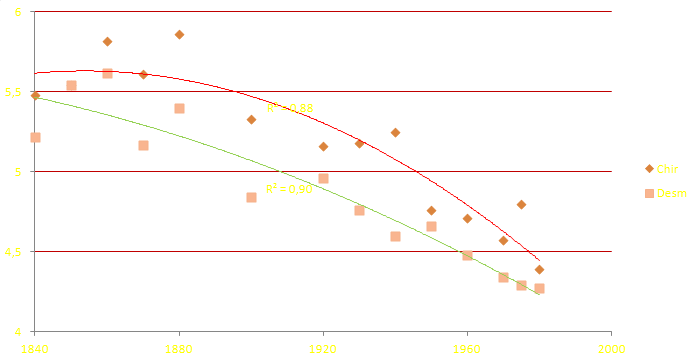 6
5,5
R² = 0,88
5
R² = 0,90
Chir
Desm
4,5
4
1840 1880 1920 1960 2000